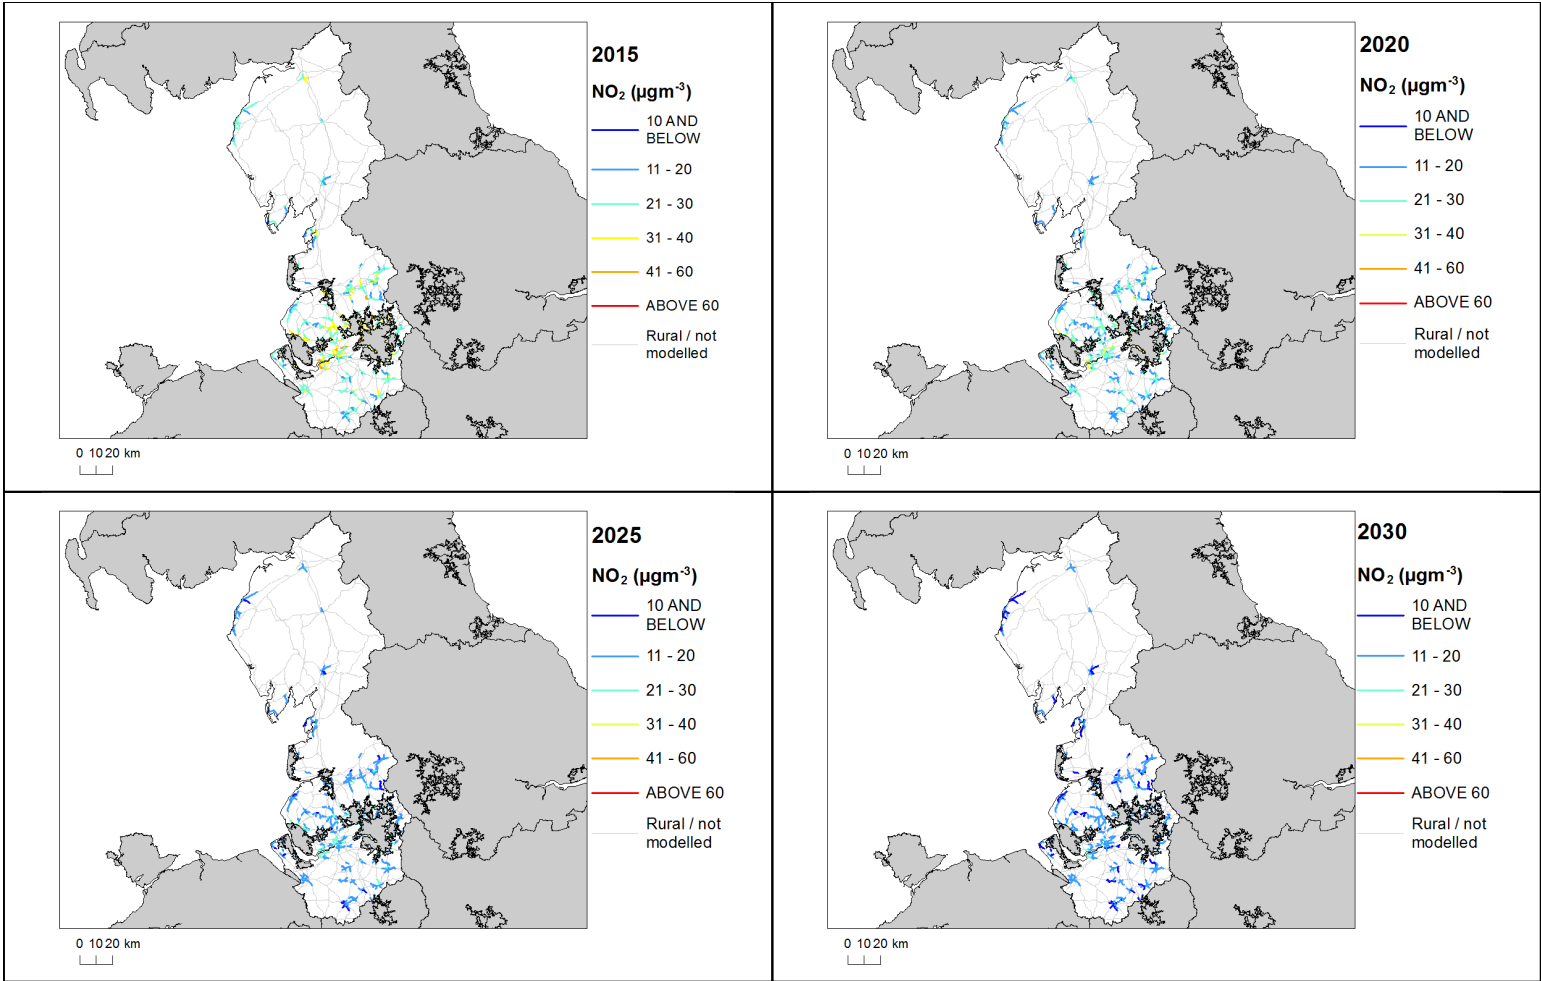 2015
NO₂ (µgm⁻³)
10 AND
BELOW
11 - 20
21 - 30
31 - 40
41 - 60
ABOVE 60
Rural / not
modelled
0 10 20 km
2020
NO₂ (µgm⁻³)
10 AND
BELOW
11 - 20
21 - 30
31 - 40
41 - 60
ABOVE 60
Rural / not
modelled
0 10 20 km
2025
NO₂ (µgm⁻³)
10 AND
BELOW
11 - 20
21 - 30
31 - 40
41 - 60
ABOVE 60
Rural / not
modelled
0 10 20 km
2030
NO₂ (µgm⁻³)
10 AND
BELOW
11 - 20
21 - 30
31 - 40
41 - 60
ABOVE 60
Rural / not
modelled
0 10 20 km